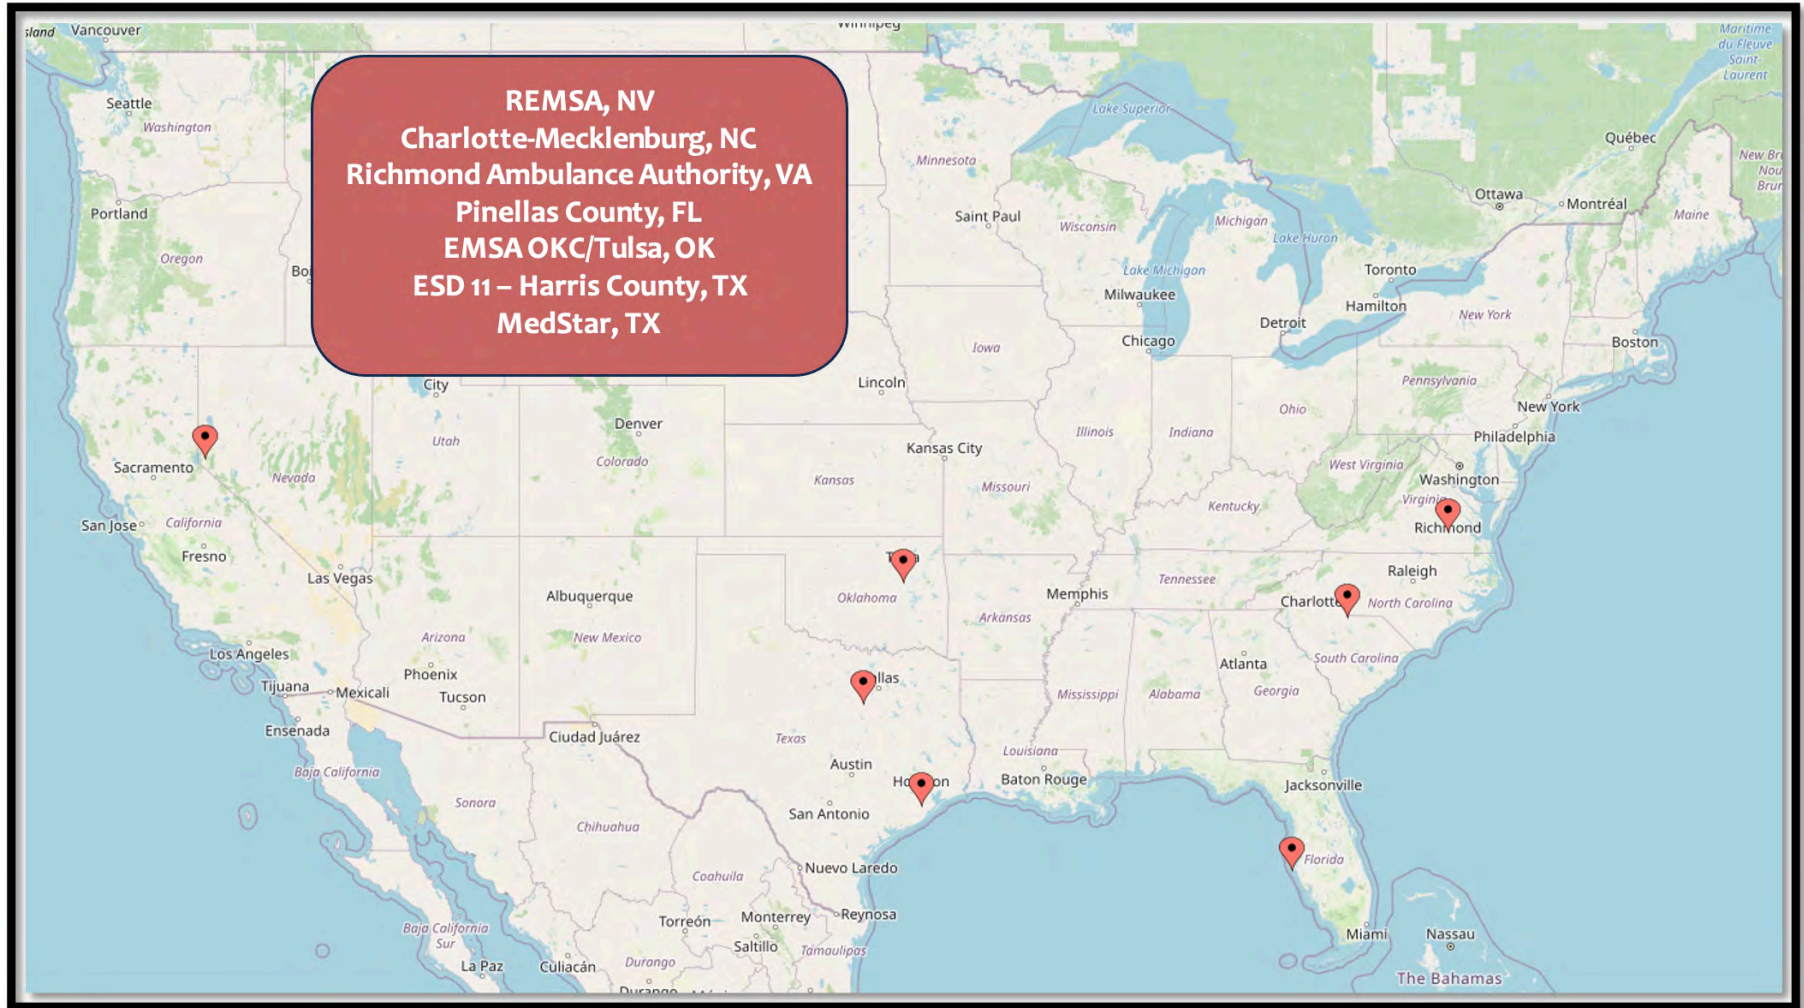 REMSA, NV
Charlotte-Mecklenburg, NC
Richmond Ambulance Authority, VA
Pinellas County, FL
EMSA OKC/Tulsa, OK
ESD 11 – Harris County, TX
MedStar, TX
Vancouver
Seattle
Washington
Portland
Oregon
City
Utah
Nevada
Sacramento
San Jose
California
Fresno
Las Vegas
Los Angeles
Tijuana
Mexicali
Ensenada
Baja California
Baja California
Sur
La Paz
Arizona
Phoenix
Tucson
Sonora
Culiacán
Denver
Colorado
Albuquerque
New Mexico
Ciudad Juárez
Chihuahua
Coahuila
Torreón
Durango
Monterrey
Saltillo
Tamaulipas
Reynosa
Nuevo Laredo
San Antonio
Austin
Texas
Oklahoma
Kansas
Lincoln
Kansas City
Missouri
Iowa
Minnesota
Saint Paul
Wisconsin
Milwaukee
Chicago
Lake Superior
Lake Michigan
Michigan
Lake Huron
Detroit
Toronto
Hamilton
Ottawa
Montréal
Québec
Maritime
du Fleuve
Saint-
Laurent
Maine
Boston
New York
New York
Pennsylvania
Philadelphia
Washington
Ohio
Indiana
Illinois
West Virginia
Virginia
Richmond
Kentucky
Tennessee
Memphis
Arkansas
Raleigh
North Carolina
Charlotte
South Carolina
Atlanta
Georgia
Alabama
Mississippi
Louisiana
Baton Rouge
Jacksonville
Florida
Miami
Nassau
The Bahamas